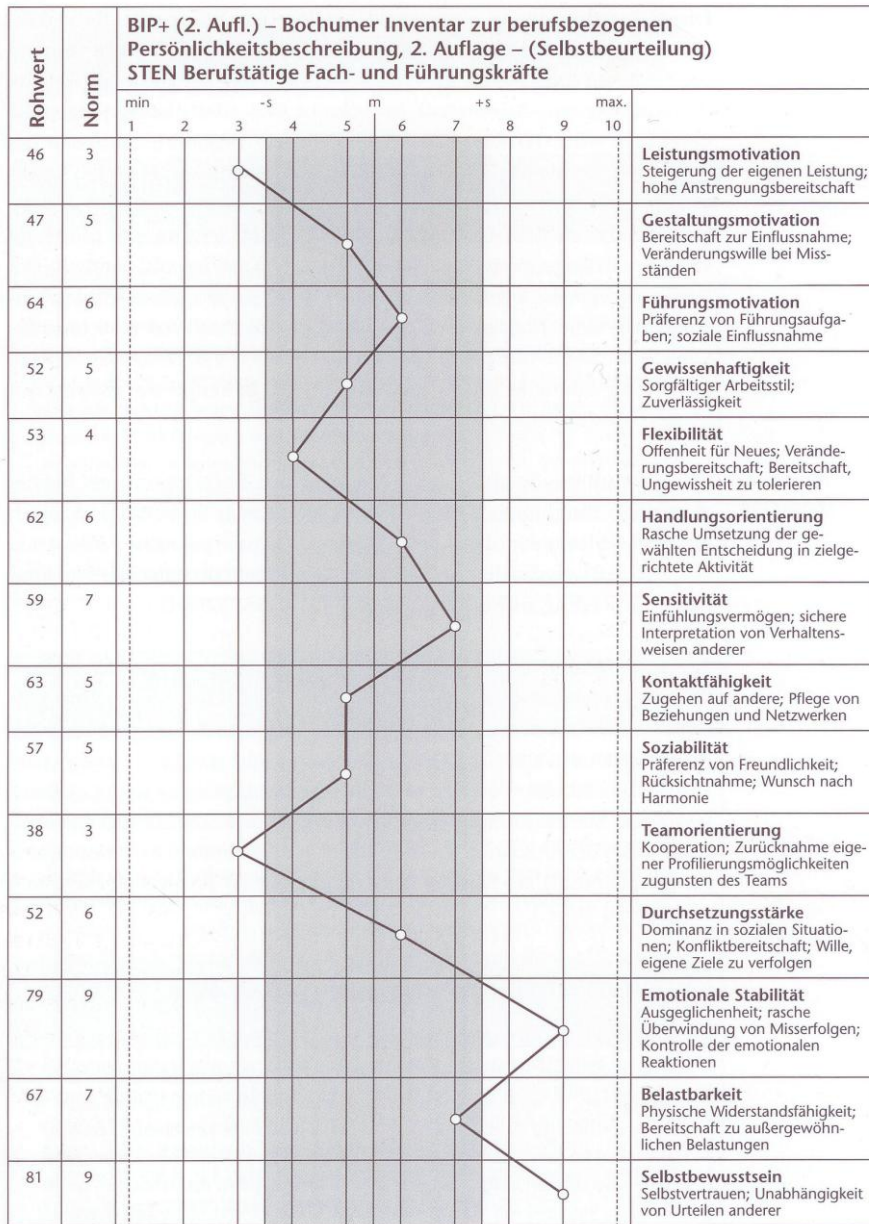 BIP+ (2. Aufl.) – Bochumer Inventar zur berufsbezogenen
Persönlichkeitsbeschreibung, 2. Auflage – (Selbstbeurteilung)
STEN Berufstätige Fach- und Führungskräfte
Rohwert
Norm
min -s m +s max.
1 2 3 4 5 6 7 8 9 10
46 3 Leistungsmotivation
Steigerung der eigenen Leistung;
hohe Anstrengungsbereitschaft
47 5 Gestaltungsmotivation
Bereitschaft zur Einflussnahme;
Veränderungswille bei Miss-
ständen
64 6 Führungsmotivation
Präferenz von Führungsaufga-
ben; soziale Einflussnahme
52 5 Gewissenhaftigkeit
Sorgfältiger Arbeitsstil;
Zuverlässigkeit
53 4 Flexibilität
Offenheit für Neues; Verände-
rungsbereitschaft; Bereitschaft,
Ungewissheit zu tolerieren
62 6 Handlungsorientierung
Rasche Umsetzung der ge-
wählten Entscheidung in zielge-
richtete Aktivität
59 7 Sensitivität
Einfühlungsvermögen; sichere
Interpretation von Verhaltens-
weisen anderer
63 5 Kontaktfähigkeit
Zugehen auf andere; Pflege von
Beziehungen und Netzwerken
57 5 Soziabilität
Präferenz von Freundlichkeit;
Rücksichtnahme; Wunsch nach
Harmonie
38 3 Teamorientierung
Kooperation; Zurücknahme eige-
ner Profilierungsmöglichkeiten
zugunsten des Teams
52 6 Durchsetzungsstärke
Dominanz in sozialen Situatio-
nen; Konfliktbereitschaft; Wille,
eigene Ziele zu verfolgen
79 9 Emotionale Stabilität
Ausgeglichenheit; rasche
Überwindung von Misserfolgen;
Kontrolle der emotionalen
Reaktionen
67 7 Belastbarkeit
Physische Widerstandsfähigkeit;
Bereitschaft zu außergewöhn-
lichen Belastungen
81 9 Selbstbewusstsein
Selbstvertrauen; Unabhängigkeit
von Urteilen anderer